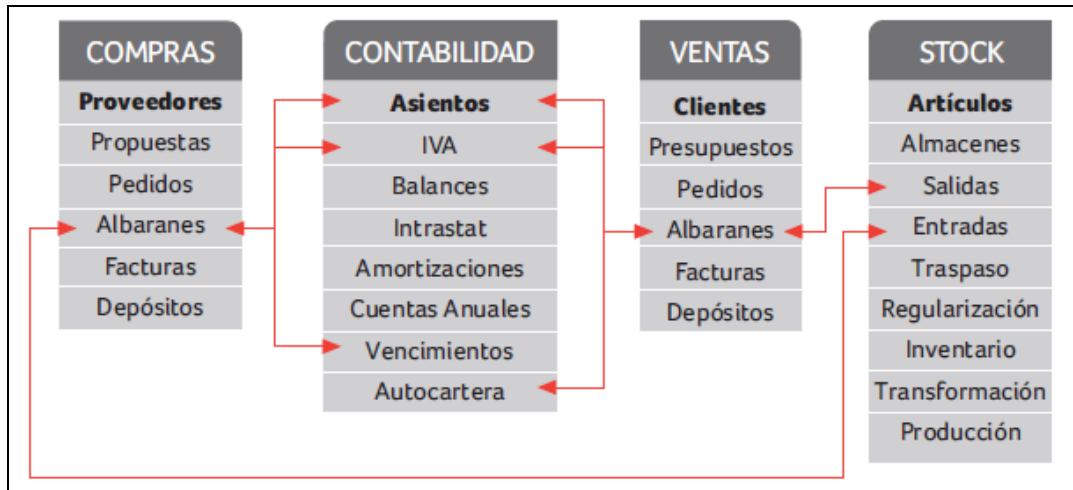 COMPRAS
Proveedores
Propuestas
Pedidos
Albaranes
Facturas
Depósitos
CONTABILIDAD
Asientos
IVA
Balances
Intrastat
Amortizaciones
Cuentas Anuales
Vencimientos
Autocartera
VENTAS
Clientes
Presupuestos
Pedidos
Albaranes
Facturas
Depósitos
STOCK
Artículos
Almacenes
Salidas
Entradas
Traspaso
Regularización
Inventario
Transformación
Producción